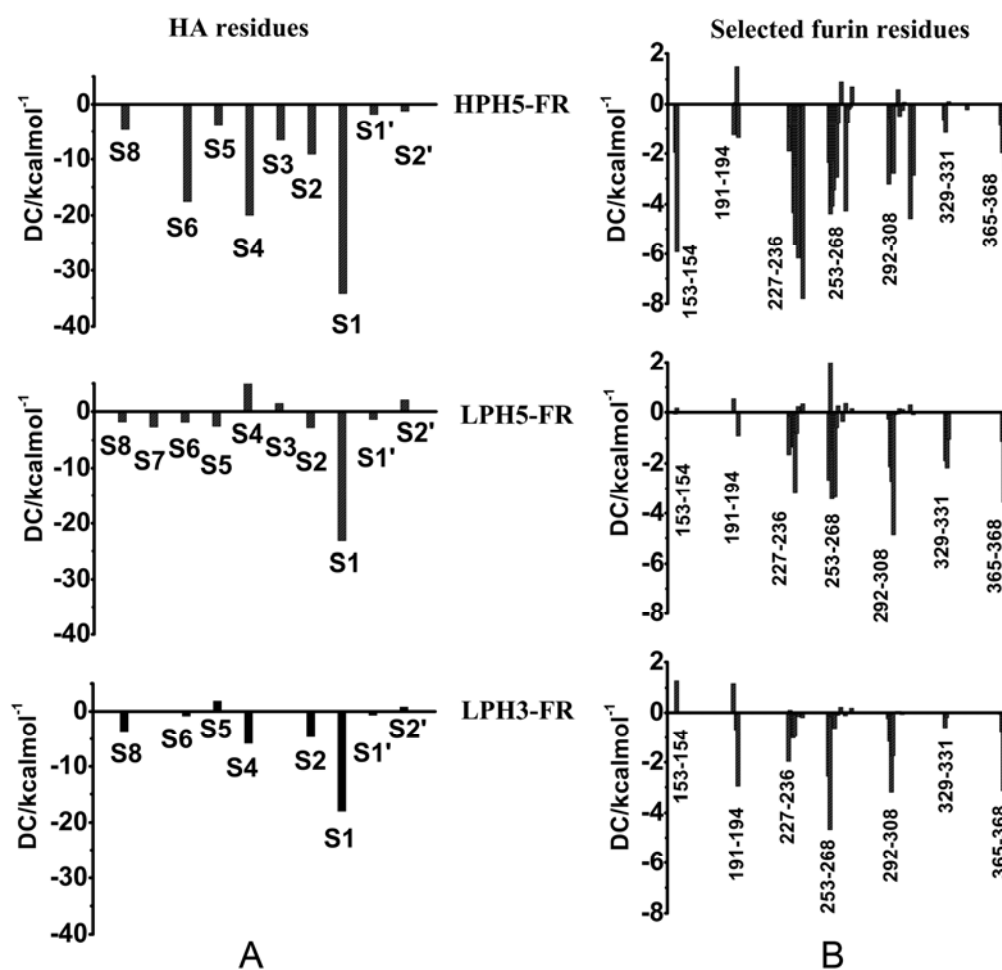 HA residues
Selected furin residues
HPH5-FR
DC/kcalmol⁻¹
0
-10
-20
-30
-40
S8
S6
S5
S4
S3
S2
S1
S1'
S2'
DC/kcalmol⁻¹
2
0
-2
-4
-6
-8
153-154
191-194
227-236
253-268
292-308
329-331
365-368
LPH5-FR
DC/kcalmol⁻¹
0
-10
-20
-30
-40
S8
S7
S6
S5
S4
S3
S2
S1
S1'
S2'
DC/kcalmol⁻¹
2
0
-2
-4
-6
-8
153-154
191-194
227-236
253-268
292-308
329-331
365-368
LPH3-FR
DC/kcalmol⁻¹
0
-10
-20
-30
-40
S8
S6
S5
S4
S2
S1
S1'
S2'
DC/kcalmol⁻¹
2
0
-2
-4
-6
-8
153-154
191-194
227-236
253-268
292-308
329-331
365-368
A
B